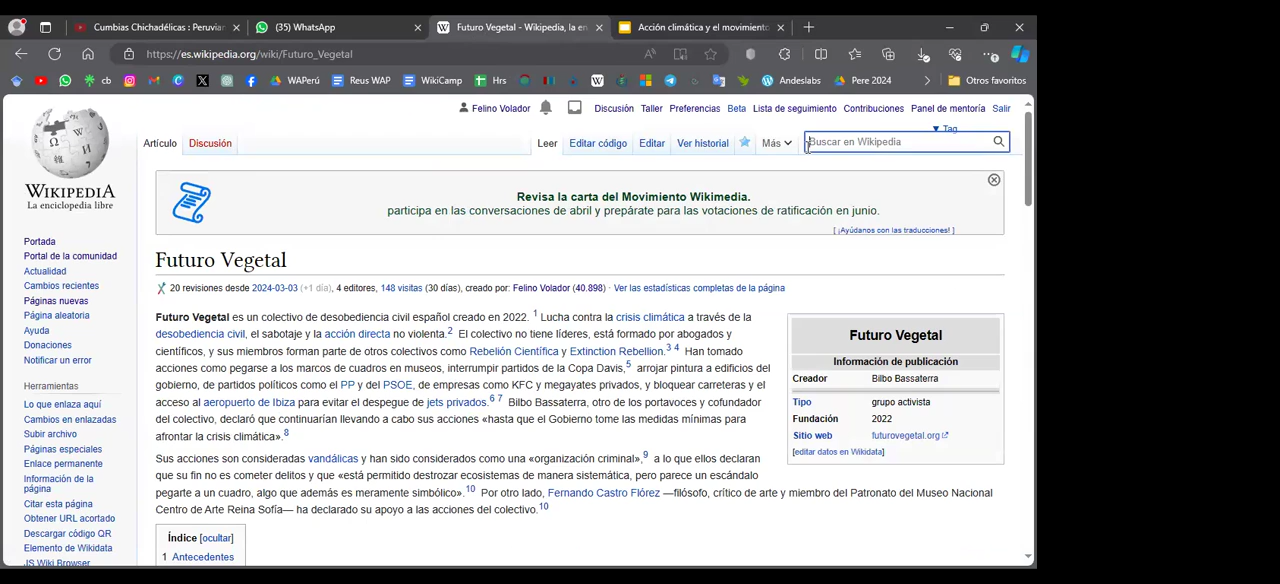 Cumbias Chichadélicas : Peruvian
(35) WhatsApp
Futuro Vegetal - Wikipedia, la en
Acción climática y el movimiento
https://es.wikipedia.org/wiki/Futuro_Vegetal
cb
WAPerú
Reus WAP
WikiCamp
Hrs
Andeslabs
Pere 2024
Otros favoritos
Felino Volador
Discusión
Taller
Preferencias
Beta
Lista de seguimiento
Contribuciones
Panel de mentoría
Salir
Tag
Artículo
Discusión
Leer
Editar código
Editar
Ver historial
Más
Buscar en Wikipedia
WIKIPEDIA
La enciclopedia libre
Revisa la carta del Movimiento Wikimedia.
participa en las conversaciones de abril y prepárate para las votaciones de ratificación en junio.
[ ¡Ayúdanos con las traducciones! ]
Portada
Portal de la comunidad
Actualidad
Cambios recientes
Páginas nuevas
Página aleatoria
Ayuda
Donaciones
Notificar un error
Herramientas
Lo que enlaza aquí
Cambios en enlazadas
Subir archivo
Páginas especiales
Enlace permanente
Información de la
página
Citar esta página
Obtener URL acortado
Descargar código QR
Elemento de Wikidata
JS Wiki Browser
Futuro Vegetal
20 revisiones desde 2024-03-03 (+1 día), 4 editores, 148 visitas (30 días), creado por: Felino Volador (40.898) · Ver las estadísticas completas de la página
Futuro Vegetal es un colectivo de desobediencia civil español creado en 2022. 1 Lucha contra la crisis climática a través de la
desobediencia civil, el sabotaje y la acción directa no violenta.2 El colectivo no tiene líderes, está formado por abogados y
científicos, y sus miembros forman parte de otros colectivos como Rebelión Científica y Extinction Rebellion.3 4 Han tomado
acciones como pegarse a los marcos de cuadros en museos, interrumpir partidos de la Copa Davis,5 arrojar pintura a edificios del
gobierno, de partidos políticos como el PP y del PSOE, de empresas como KFC y megayates privados, y bloquear carreteras y el
acceso al aeropuerto de Ibiza para evitar el despegue de jets privados.6 7 Bilbo Bassaterra, otro de los portavoces y cofundador
del colectivo, declaró que continuarían llevando a cabo sus acciones «hasta que el Gobierno tome las medidas mínimas para
afrontar la crisis climática».8
Sus acciones son consideradas vandálicas y han sido considerados como una «organización criminal»,9 a lo que ellos declaran
que su fin no es cometer delitos y que «está permitido destrozar ecosistemas de manera sistemática, pero parece un escándalo
pegarte a un cuadro, algo que además es meramente simbólico».10 Por otro lado, Fernando Castro Flórez —filósofo, crítico de arte y miembro del Patronato del Museo Nacional
Centro de Arte Reina Sofía— ha declarado su apoyo a las acciones del colectivo.10
Futuro Vegetal
Información de publicación
Creador Bilbo Bassaterra
Tipo grupo activista
Fundación 2022
Sitio web futurovegetal.org
[editar datos en Wikidata]
Índice [ocultar]
1 Antecedentes